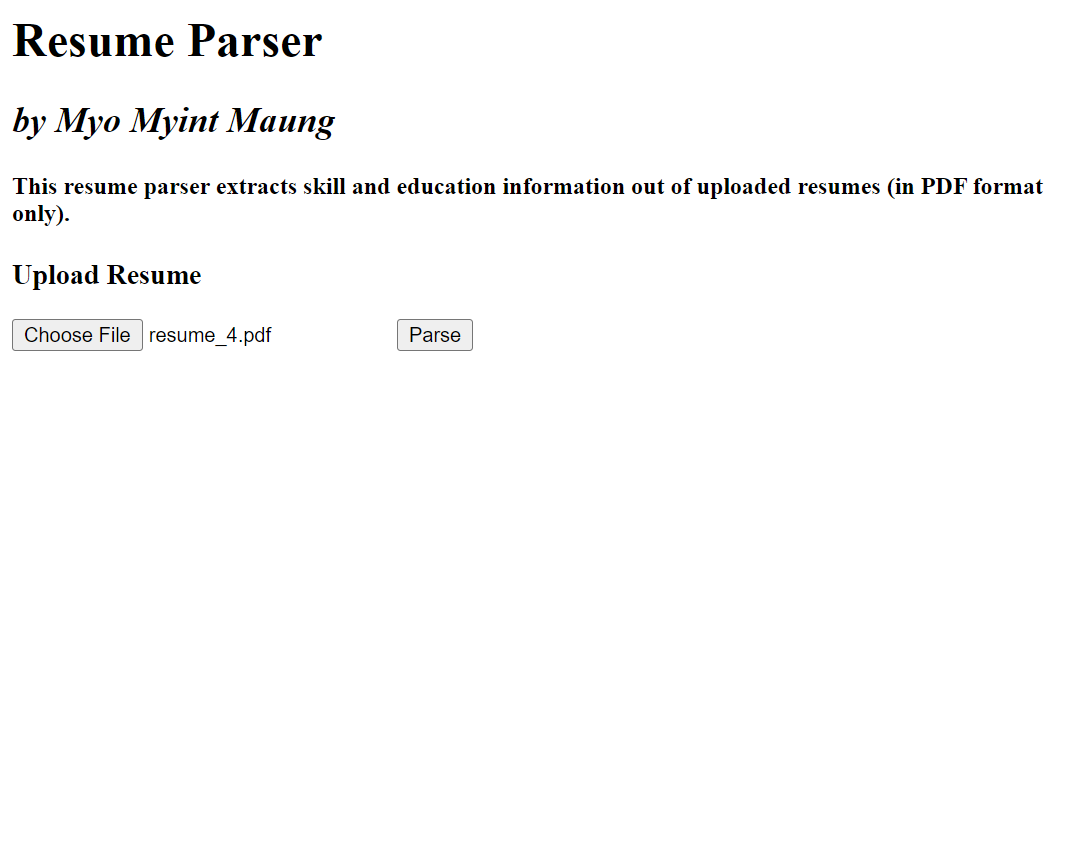 Resume Parser
by Myo Myint Maung
This resume parser extracts skill and education information out of uploaded resumes (in PDF format
only).
Upload Resume
Choose File resume_4.pdf Parse